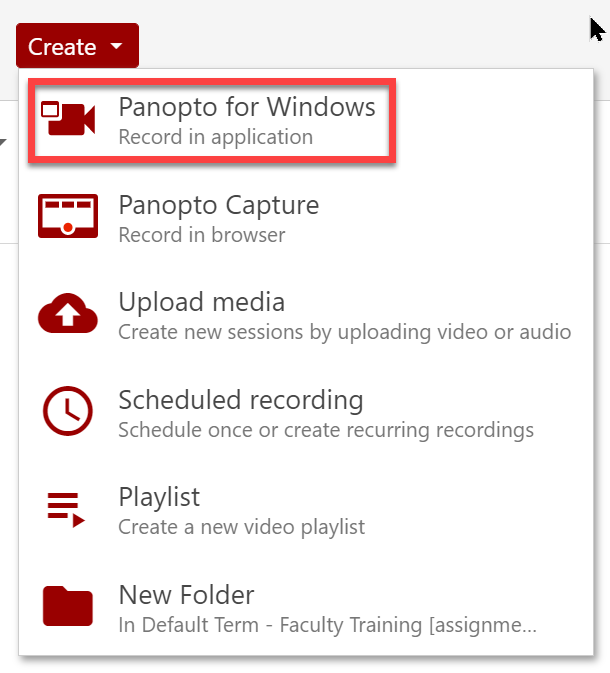 Create
Panopto for Windows
Record in application
Panopto Capture
Record in browser
Upload media
Create new sessions by uploading video or audio
Scheduled recording
Schedule once or create recurring recordings
Playlist
Create a new video playlist
New Folder
In Default Term - Faculty Training [assignme...